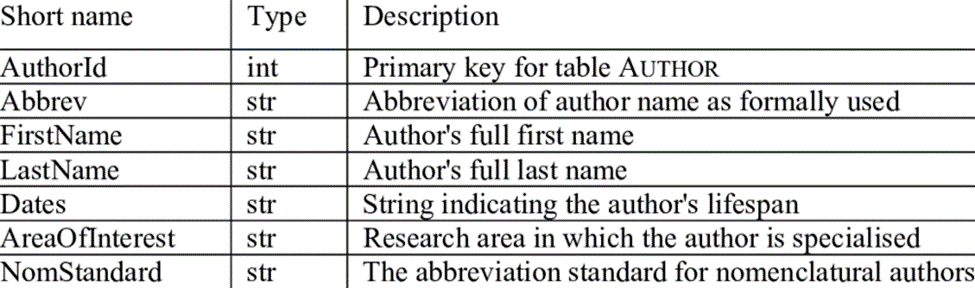 Short name Type Description
AuthorId int Primary key for table AUTHOR
Abbrev str Abbreviation of author name as formally used
FirstName str Author's full first name
LastName str Author's full last name
Dates str String indicating the author's lifespan
AreaOfInterest str Research area in which the author is specialised
NomStandard str The abbreviation standard for nomenclatural authors